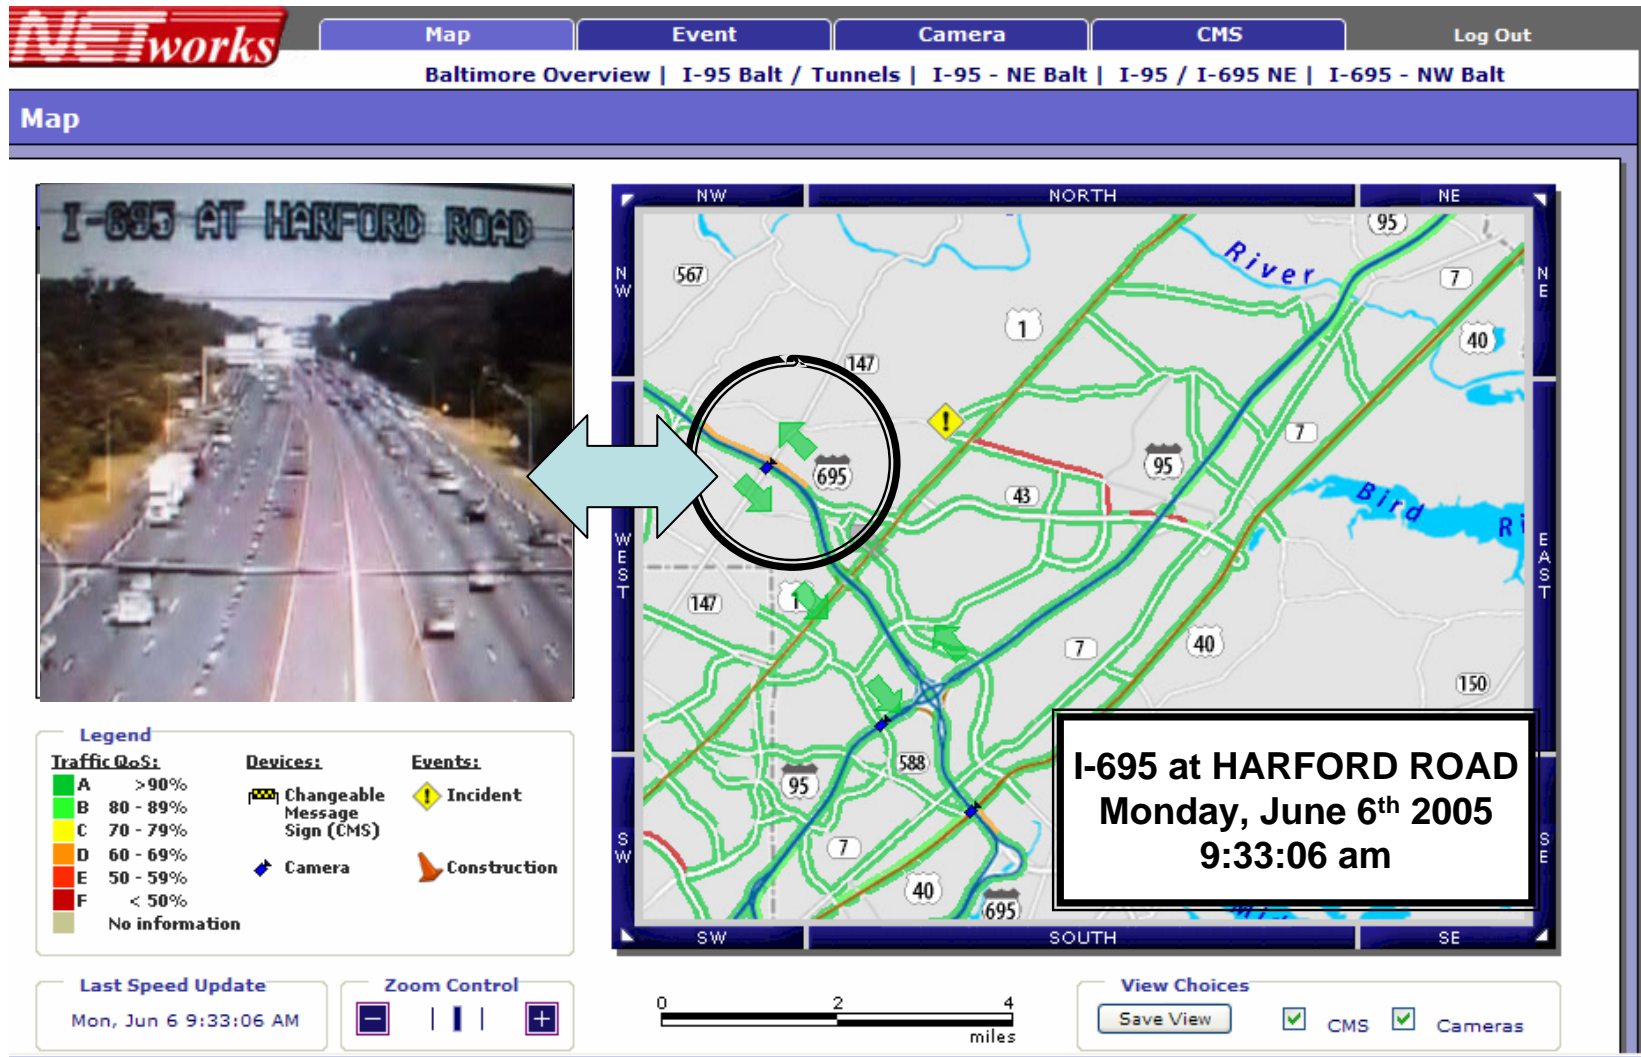 NETworks
Map Event Camera CMS Log Out
Baltimore Overview | I-95 Balt / Tunnels | I-95 - NE Balt | I-95 / I-695 NE | I-695 - NW Balt
Map
I-695 AT HARFORD ROAD
NW NORTH NE
NW
WEST
SW
NE
EAST
SE
SW SOUTH SE
95
River
7
567
1
40
147
7
695
95
43
Bird
147
1
7
40
150
588
95
7
40
695
I-695 at HARFORD ROAD
Monday, June 6th 2005
9:33:06 am
Legend
Traffic QoS: Devices: Events:
A >90%
B 80 - 89%
C 70 - 79%
D 60 - 69%
E 50 - 59%
F < 50%
No information
Changeable
Message
Sign (CMS)
Camera
Incident
Construction
Last Speed Update
Mon, Jun 6 9:33:06 AM
Zoom Control
0 2 4
miles
View Choices
Save View CMS Cameras